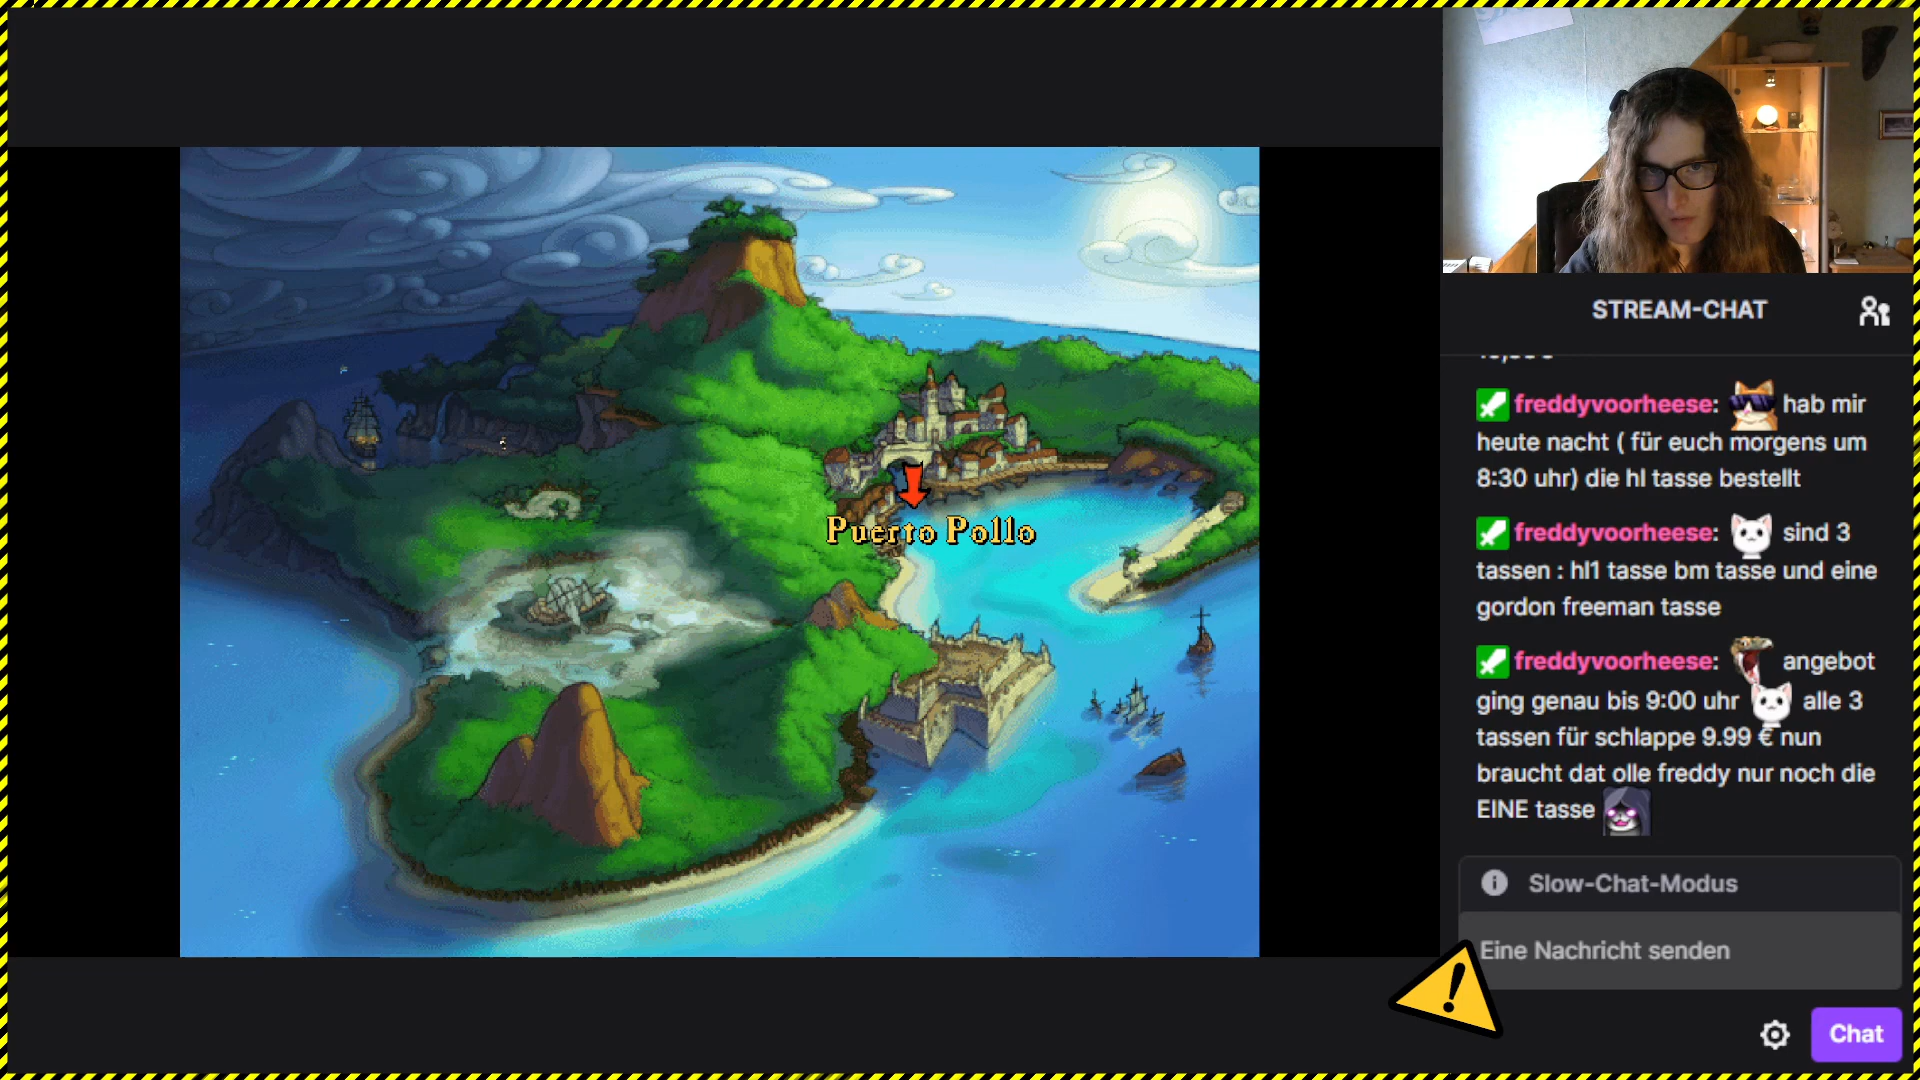 Puerto Pollo
STREAM-CHAT
freddyvoorheese: hab mir
heute nacht ( für euch morgens um
8:30 uhr) die hl tasse bestellt
freddyvoorheese: sind 3
tassen : hl1 tasse bm tasse und eine
gordon freeman tasse
freddyvoorheese: angebot
ging genau bis 9:00 uhr alle 3
tassen für schlappe 9.99 € nun
braucht dat olle freddy nur noch die
EINE tasse
Slow-Chat-Modus
Eine Nachricht senden
Chat